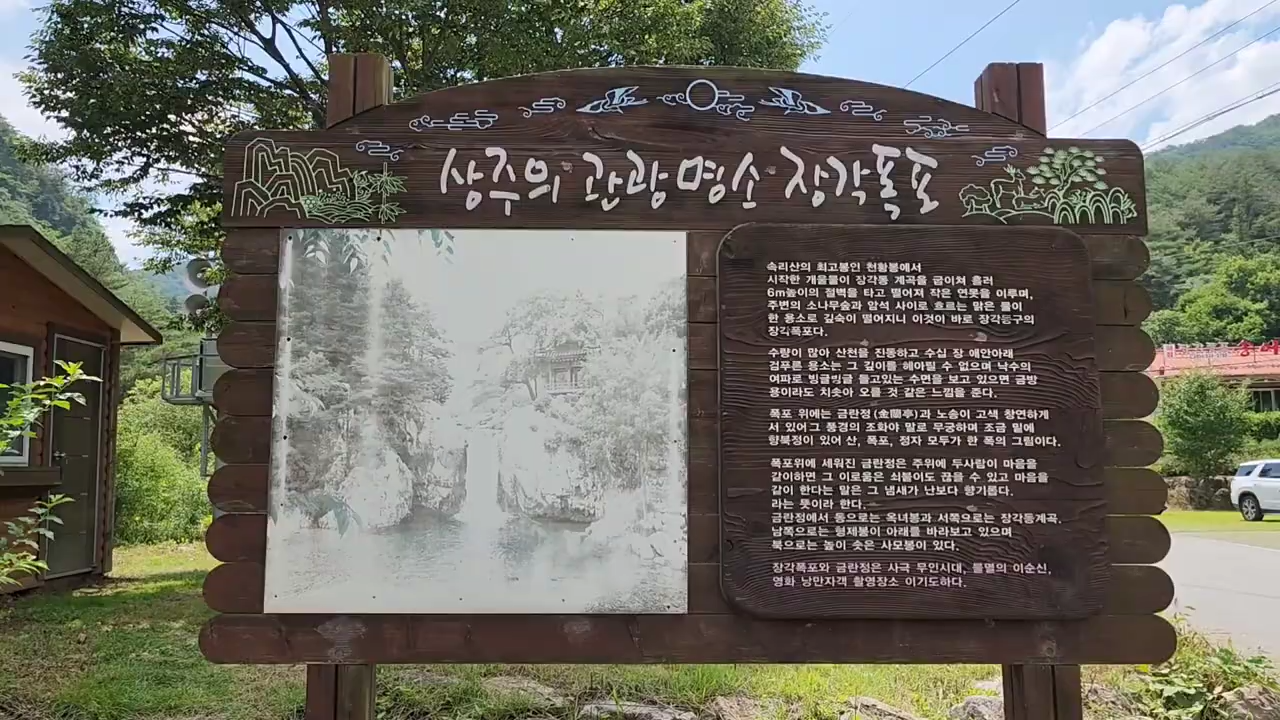 상주의 관광명소 장각폭포
속리산의 최고봉인 천황봉에서
시작한 개울물이 장각동 계곡을 굽이쳐 흘러
6m높이의 절벽을 타고 떨어져 작은 연못을 이루며,
주변의 소나무숲과 암석 사이로 흐르는 맑은 물이
한 용소로 깊숙이 떨어지니 이것이 바로 장각동구의
장각폭포다.
수량이 많아 산천을 진동하고 수십 장 애안아래
검푸른 용소는 그 깊이를 헤아릴 수 없으며 낙수의
여파로 빙글빙글 돌고있는 수면을 보고 있으면 금방
용이라도 치솟아 오를 것 같은 느낌을 준다.
폭포 위에는 금란정(金蘭亭)과 노송이 고색 창연하게
서 있어그 풍경의 조화야 말로 무궁하며 조금 밑에
향북정이 있어 산, 폭포, 정자 모두가 한 폭의 그림이다.
폭포위에 세워진 금란정은 주위에 두사람이 마음을
같이하면 그 이로움은 쇠붙이도 끊을 수 있고 마음을
같이 한다는 말은 그 냄새가 난보다 향기롭다.
라는 뜻이라 한다.
금란정에서 동으로는 옥녀봉과 서쪽으로는 장각동계곡,
남쪽으로는 형제봉이 아래를 바라보고 있으며
북으로는 높이 솟은 사모봉이 있다.
장각폭포와 금란정은 사극 무인시대, 불멸의 이순신,
영화 낭만자객 촬영장소 이기도하다.